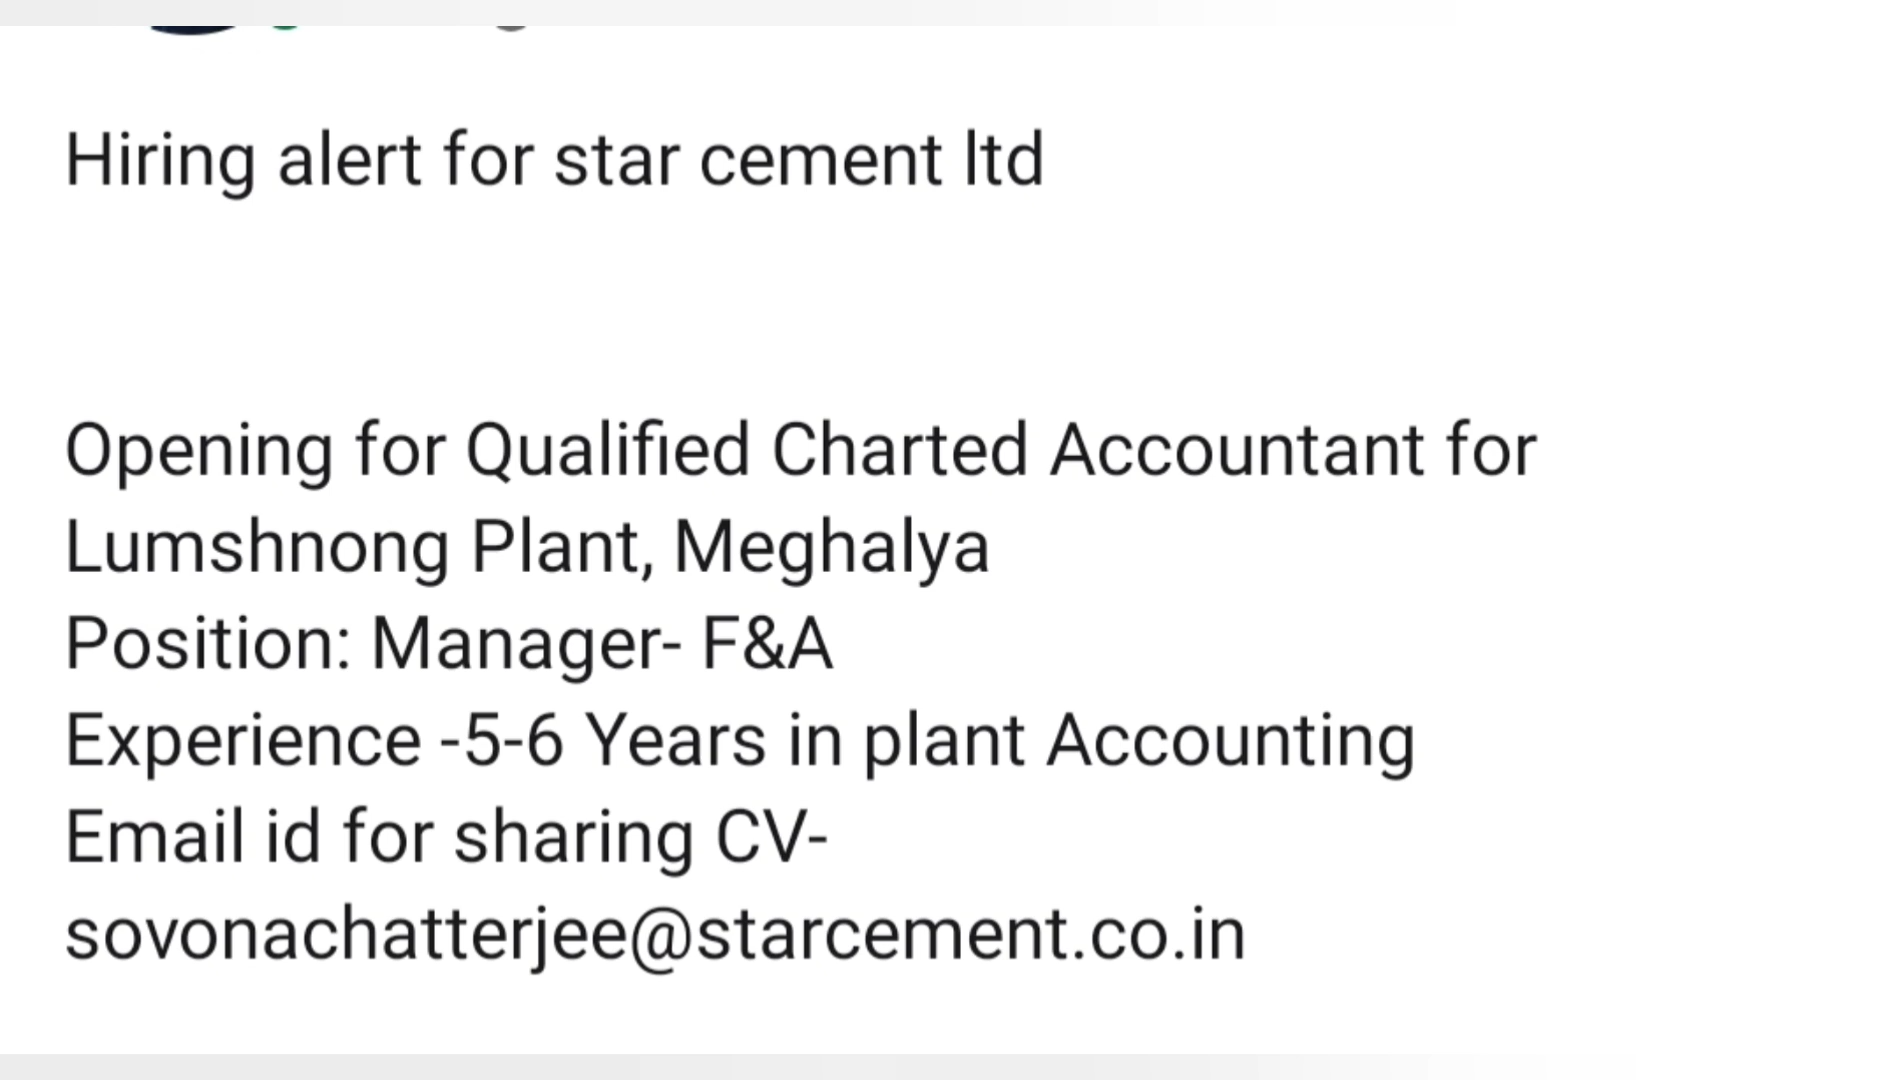 Hiring alert for star cement ltd
Opening for Qualified Charted Accountant for
Lumshnong Plant, Meghalya
Position: Manager- F&A
Experience -5-6 Years in plant Accounting
Email id for sharing CV-
sovonachatterjee@starcement.co.in